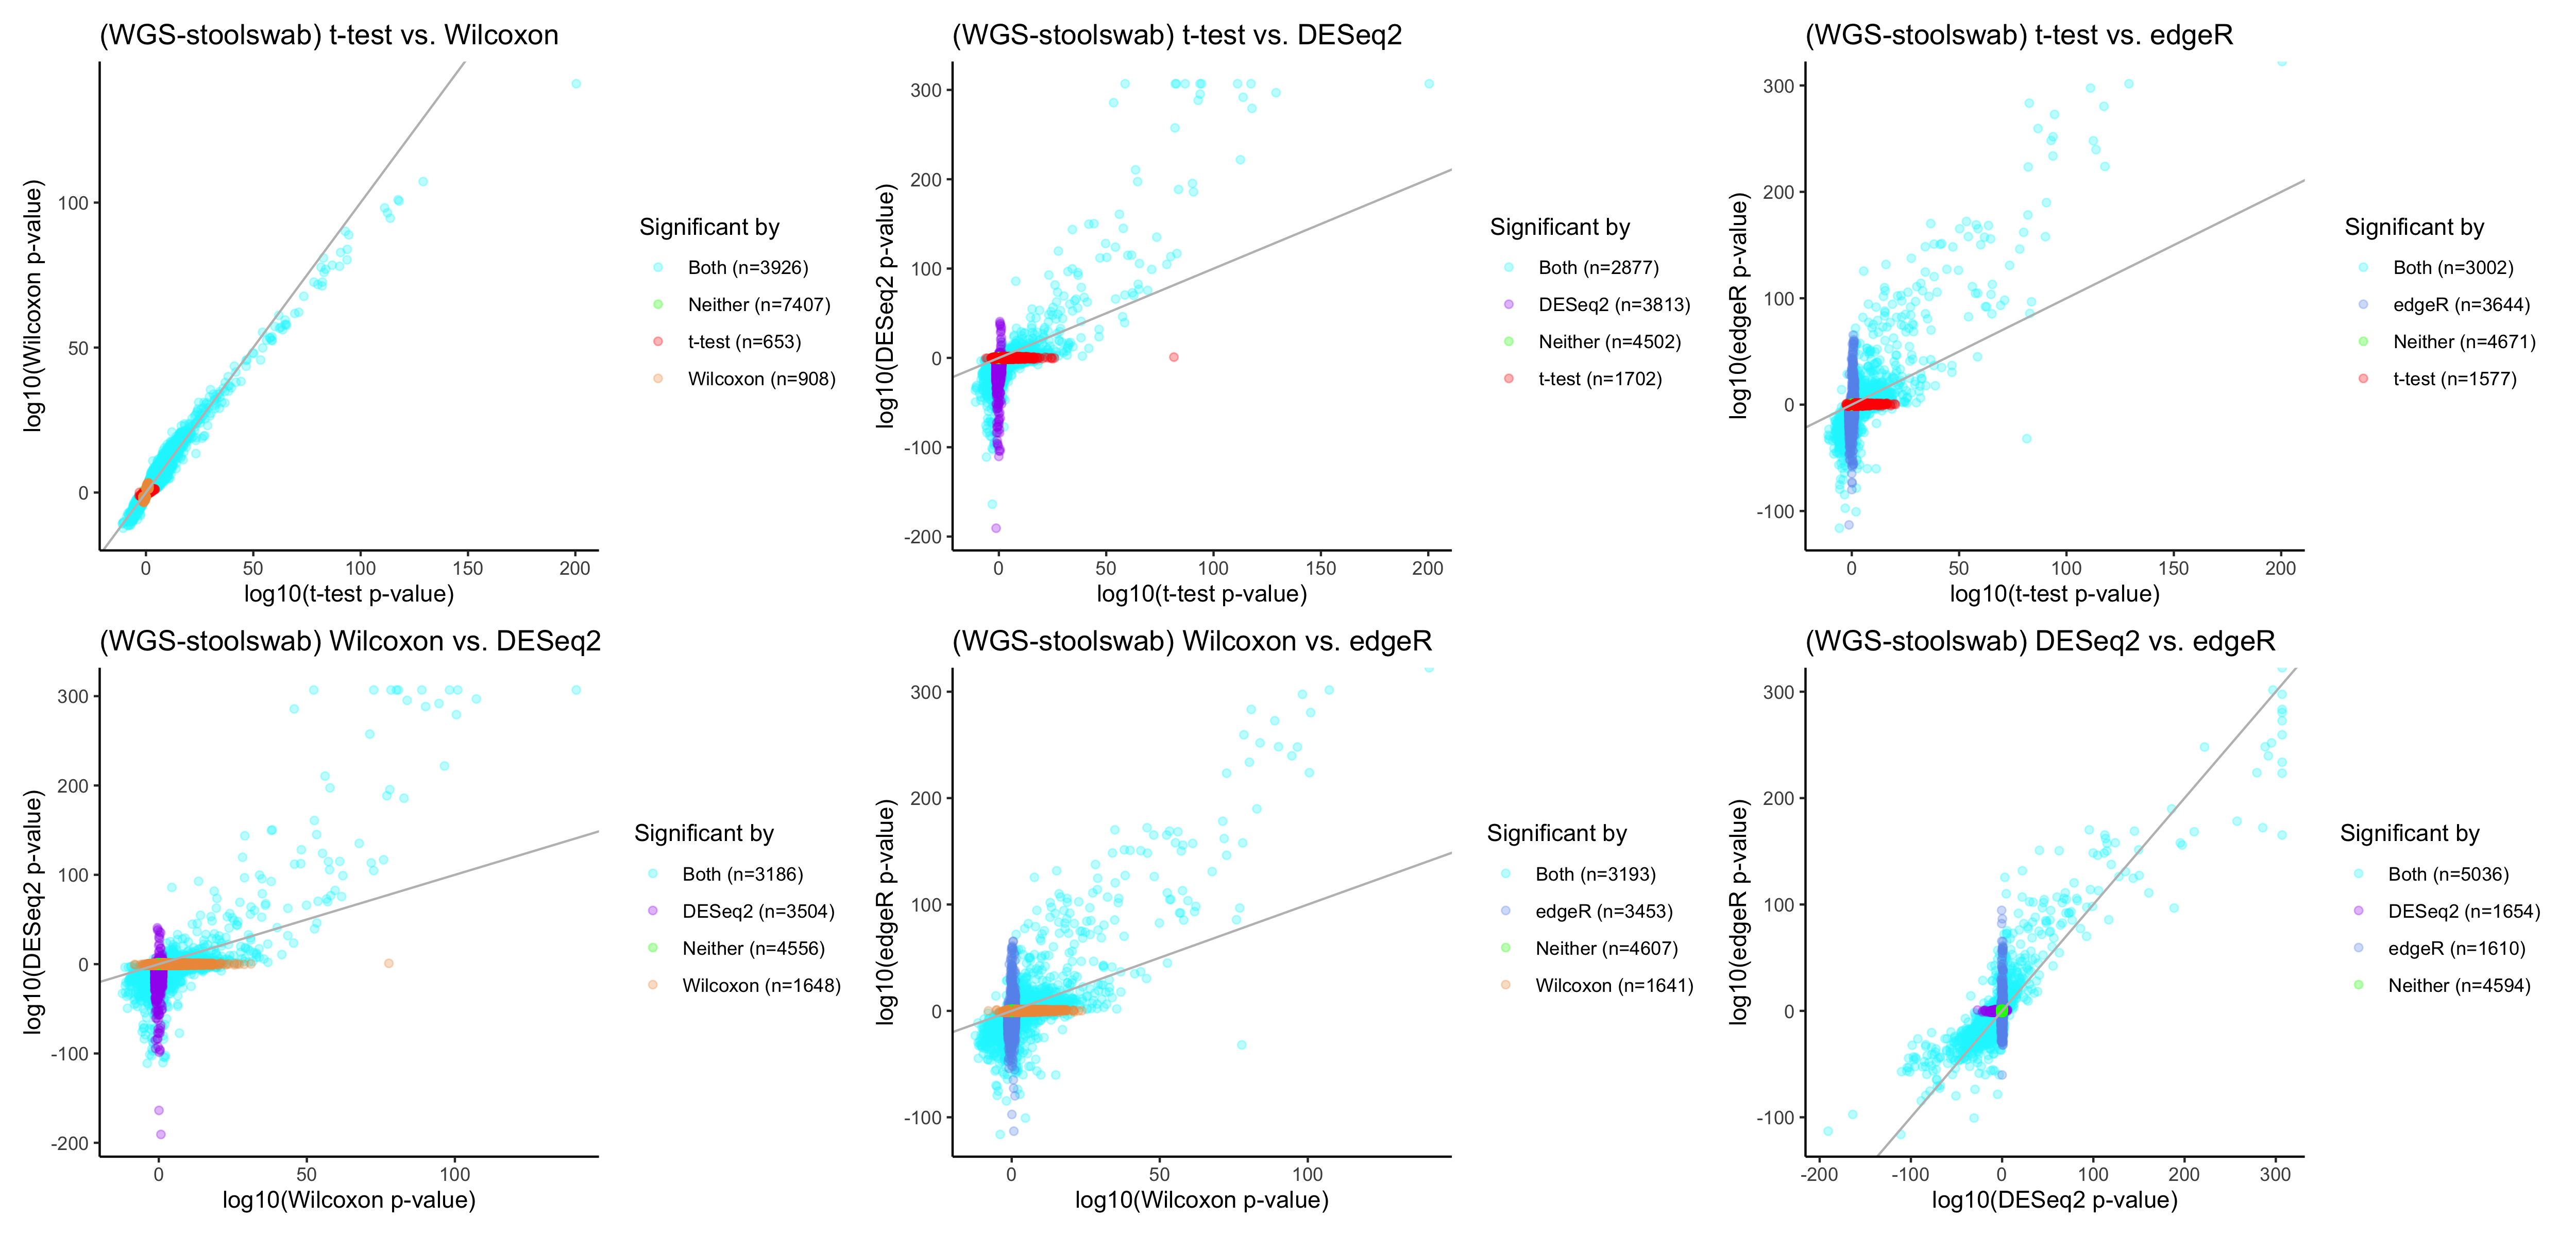 (WGS-stoolswab) t-test vs. Wilcoxon
log10(Wilcoxon p-value)
100
50
0
0 50 100 150 200
log10(t-test p-value)
Significant by
Both (n=3926)
Neither (n=7407)
t-test (n=653)
Wilcoxon (n=908)
(WGS-stoolswab) t-test vs. DESeq2
log10(DESeq2 p-value)
300
200
100
0
-100
-200
0 50 100 150 200
log10(t-test p-value)
Significant by
Both (n=2877)
DESeq2 (n=3813)
Neither (n=4502)
t-test (n=1702)
(WGS-stoolswab) t-test vs. edgeR
log10(edgeR p-value)
300
200
100
0
-100
0 50 100 150 200
log10(t-test p-value)
Significant by
Both (n=3002)
edgeR (n=3644)
Neither (n=4671)
t-test (n=1577)
(WGS-stoolswab) Wilcoxon vs. DESeq2
log10(DESeq2 p-value)
300
200
100
0
-100
-200
0 50 100
log10(Wilcoxon p-value)
Significant by
Both (n=3186)
DESeq2 (n=3504)
Neither (n=4556)
Wilcoxon (n=1648)
(WGS-stoolswab) Wilcoxon vs. edgeR
log10(edgeR p-value)
300
200
100
0
-100
0 50 100
log10(Wilcoxon p-value)
Significant by
Both (n=3193)
edgeR (n=3453)
Neither (n=4607)
Wilcoxon (n=1641)
(WGS-stoolswab) DESeq2 vs. edgeR
log10(edgeR p-value)
300
200
100
0
-100
-200 -100 0 100 200 300
log10(DESeq2 p-value)
Significant by
Both (n=5036)
DESeq2 (n=1654)
edgeR (n=1610)
Neither (n=4594)